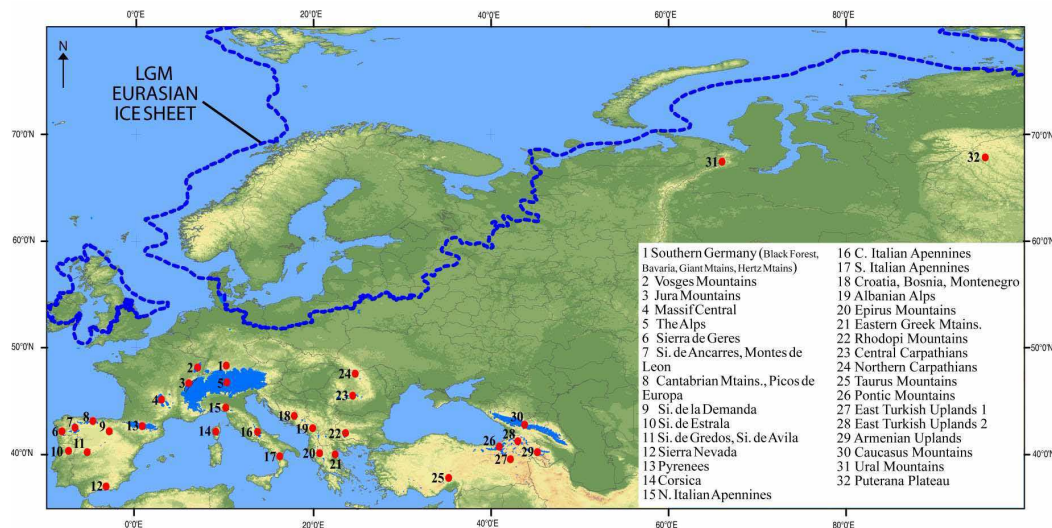 0°0'E 20°0'E 40°0'E 60°0'E 80°0'E
N
LGM
EURASIAN
ICE SHEET
70°0'N 70°0'N
60°0'N 60°0'N
50°0'N 50°0'N
40°0'N 40°0'N
0°0'E 20°0'E 40°0'E 60°0'E 80°0'E
31
32
1
2
3
5
4
24
23
15
30
8
7
9
13
6
14
16
18
19
22
28
26
29
27
10
11
17
20
21
12
25
1 Southern Germany (Black Forest,
Bavaria, Giant Mtains, Hertz Mtains)
2 Vosges Mountains
3 Jura Mountains
4 Massif Central
5 The Alps
6 Sierra de Geres
7 Si. de Ancarres, Montes de
Leon
8 Cantabrian Mtains., Picos de
Europa
9 Si. de la Demanda
10 Si. de Estrala
11 Si. de Gredos, Si. de Avila
12 Sierra Nevada
13 Pyrenees
14 Corsica
15 N. Italian Apennines
16 C. Italian Apennines
17 S. Italian Apennines
18 Croatia, Bosnia, Montenegro
19 Albanian Alps
20 Epirus Mountains
21 Eastern Greek Mtains.
22 Rhodopi Mountains
23 Central Carpathians
24 Northern Carpathians
25 Taurus Mountains
26 Pontic Mountains
27 East Turkish Uplands 1
28 East Turkish Uplands 2
29 Armenian Uplands
30 Caucasus Mountains
31 Ural Mountains
32 Puterana Plateau